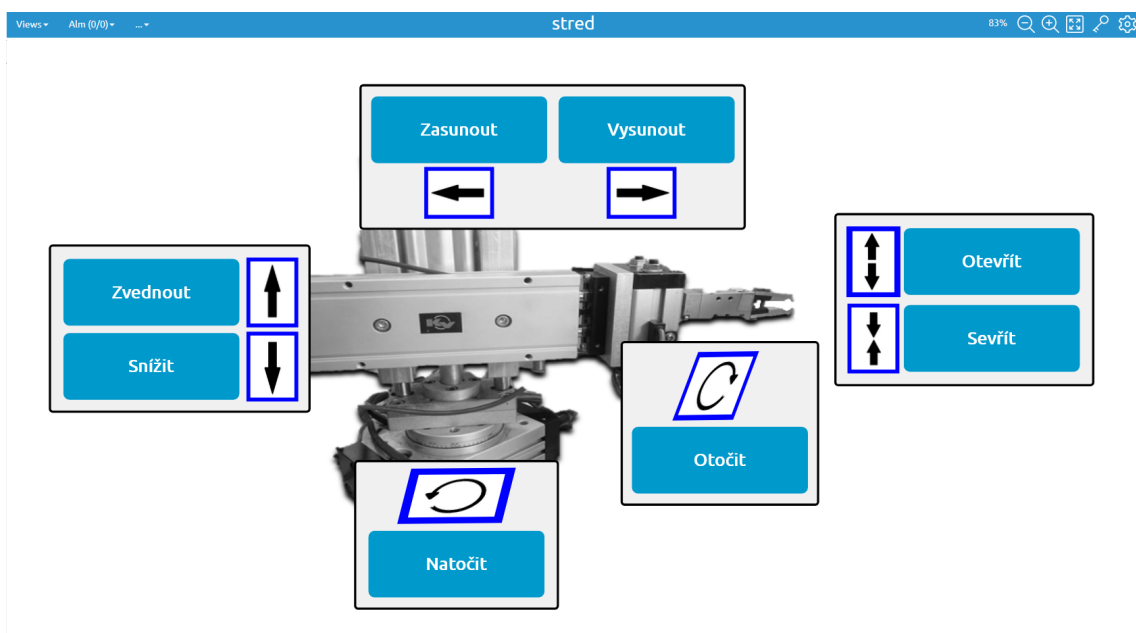 Views Alm (0/0) ... stred 83%
Zasunout Vysunout
Zvednout
Snížit
Otevřít
Sevřít
Otočit
Natočit